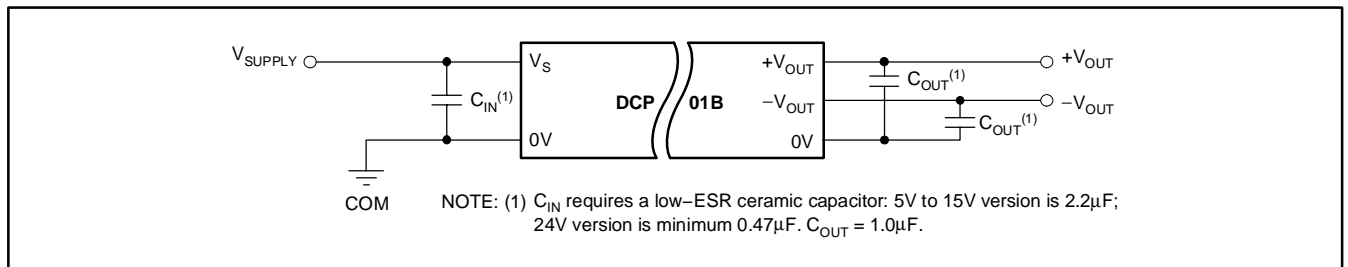 V_SUPPLY
C_IN(1)
COM
V_S
0V
DCP 01B
+V_OUT
−V_OUT
0V
C_OUT(1)
C_OUT(1)
+V_OUT
−V_OUT
NOTE: (1) C_IN requires a low−ESR ceramic capacitor: 5V to 15V version is 2.2μF;
24V version is minimum 0.47μF. C_OUT = 1.0μF.